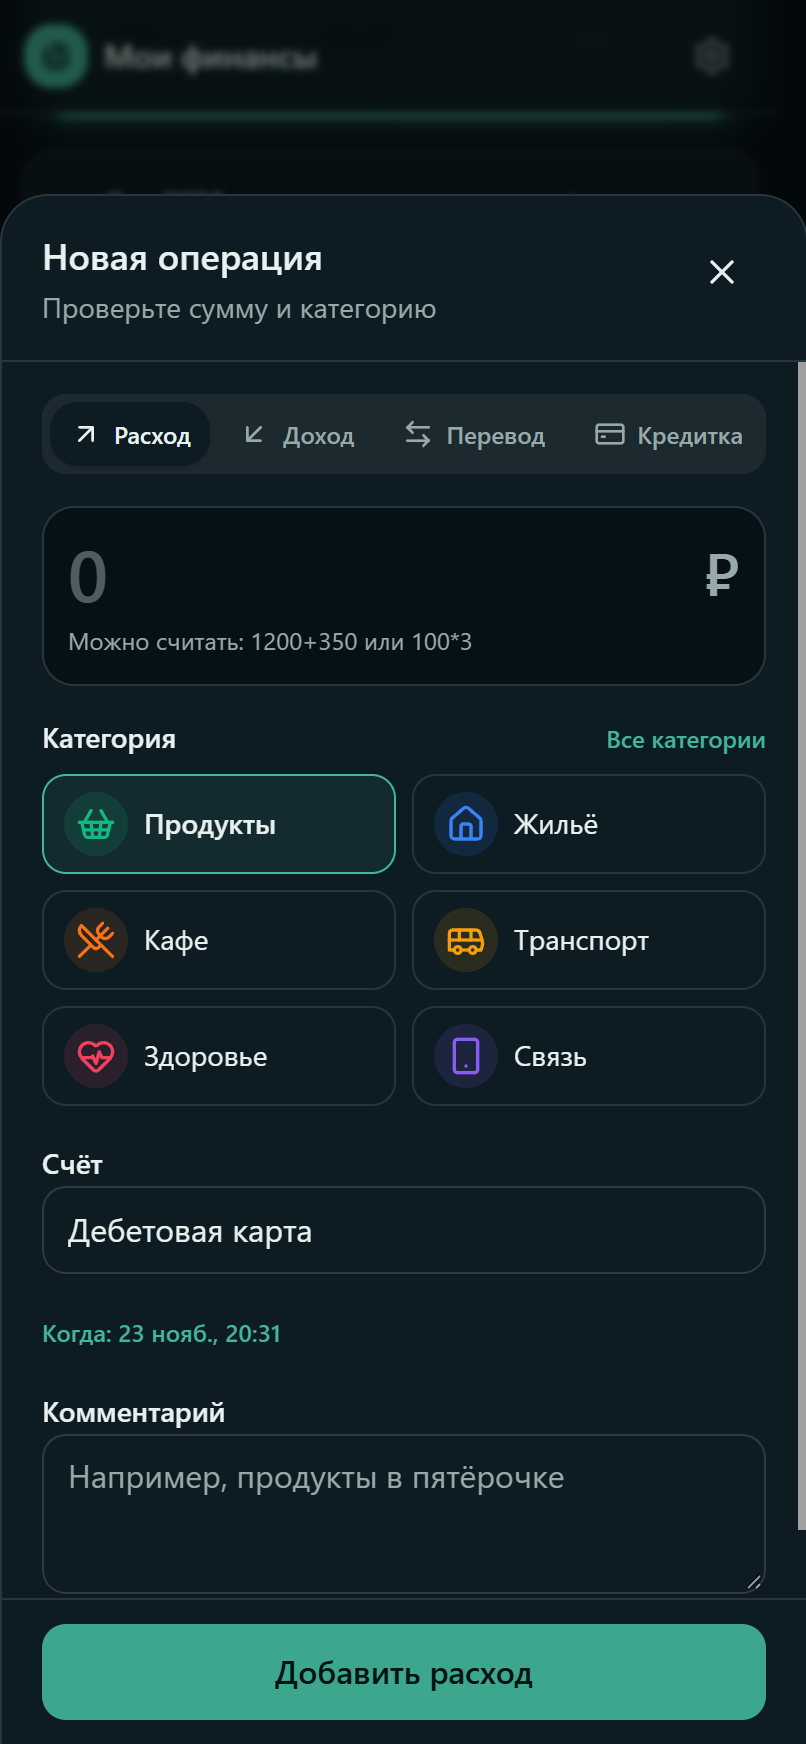 Мои финансы
Новая операция
Проверьте сумму и категорию
Расход Доход Перевод Кредитка
0 ₽
Можно считать: 1200+350 или 100*3
Категория Все категории
Продукты Жильё
Кафе Транспорт
Здоровье Связь
Счёт
Дебетовая карта
Когда: 23 нояб., 20:31
Комментарий
Например, продукты в пятёрочке
Добавить расход